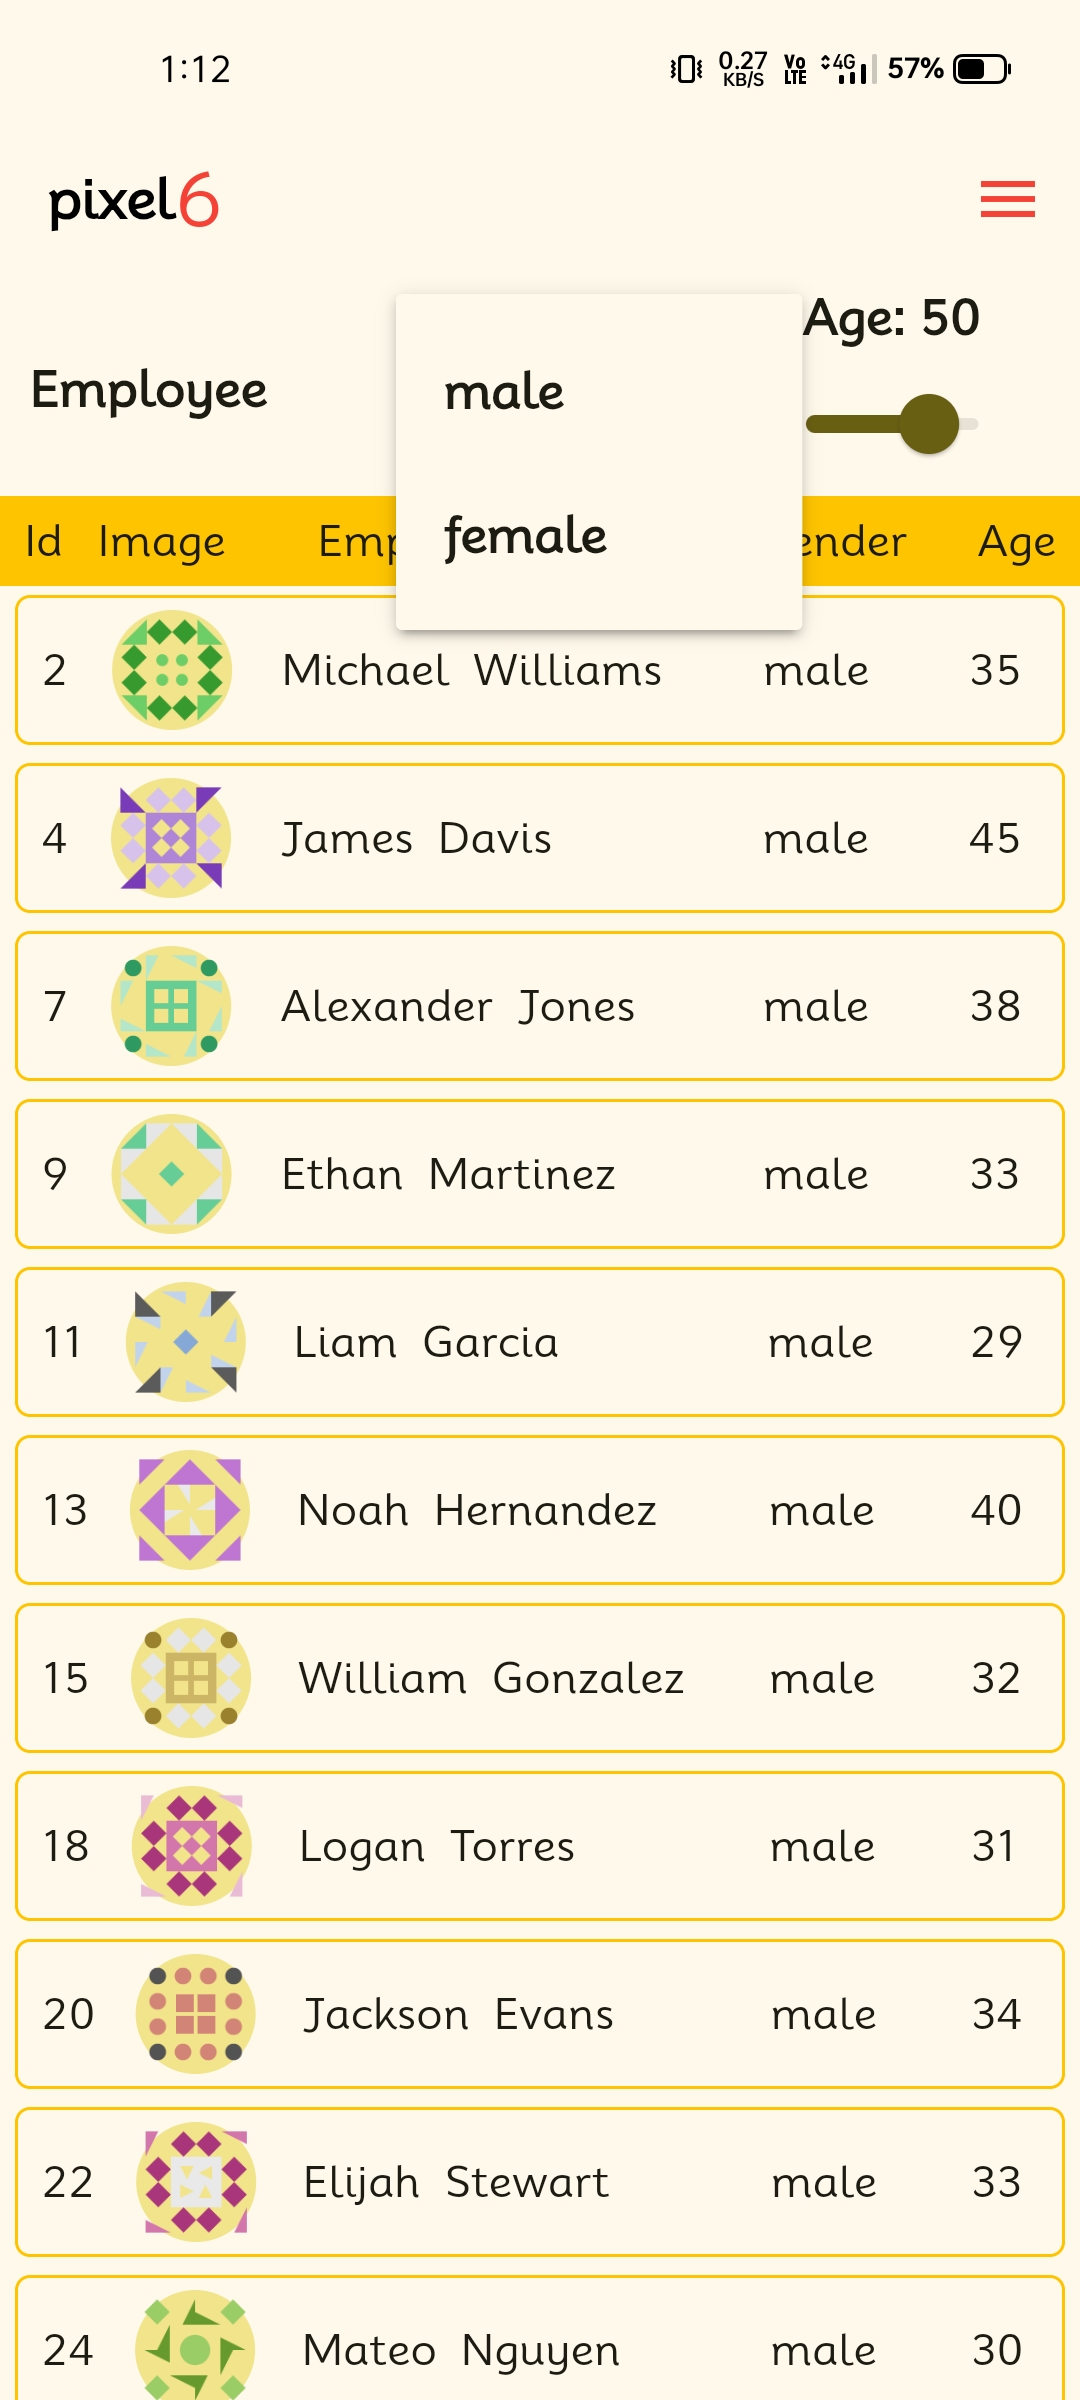 1:12 0.27 KB/S Vo LTE 4G 57%
pixel6
Age: 50
male
Employee
female
Id Image Emp ender Age
2 Michael Williams male 35
4 James Davis male 45
7 Alexander Jones male 38
9 Ethan Martinez male 33
11 Liam Garcia male 29
13 Noah Hernandez male 40
15 William Gonzalez male 32
18 Logan Torres male 31
20 Jackson Evans male 34
22 Elijah Stewart male 33
24 Mateo Nguyen male 30